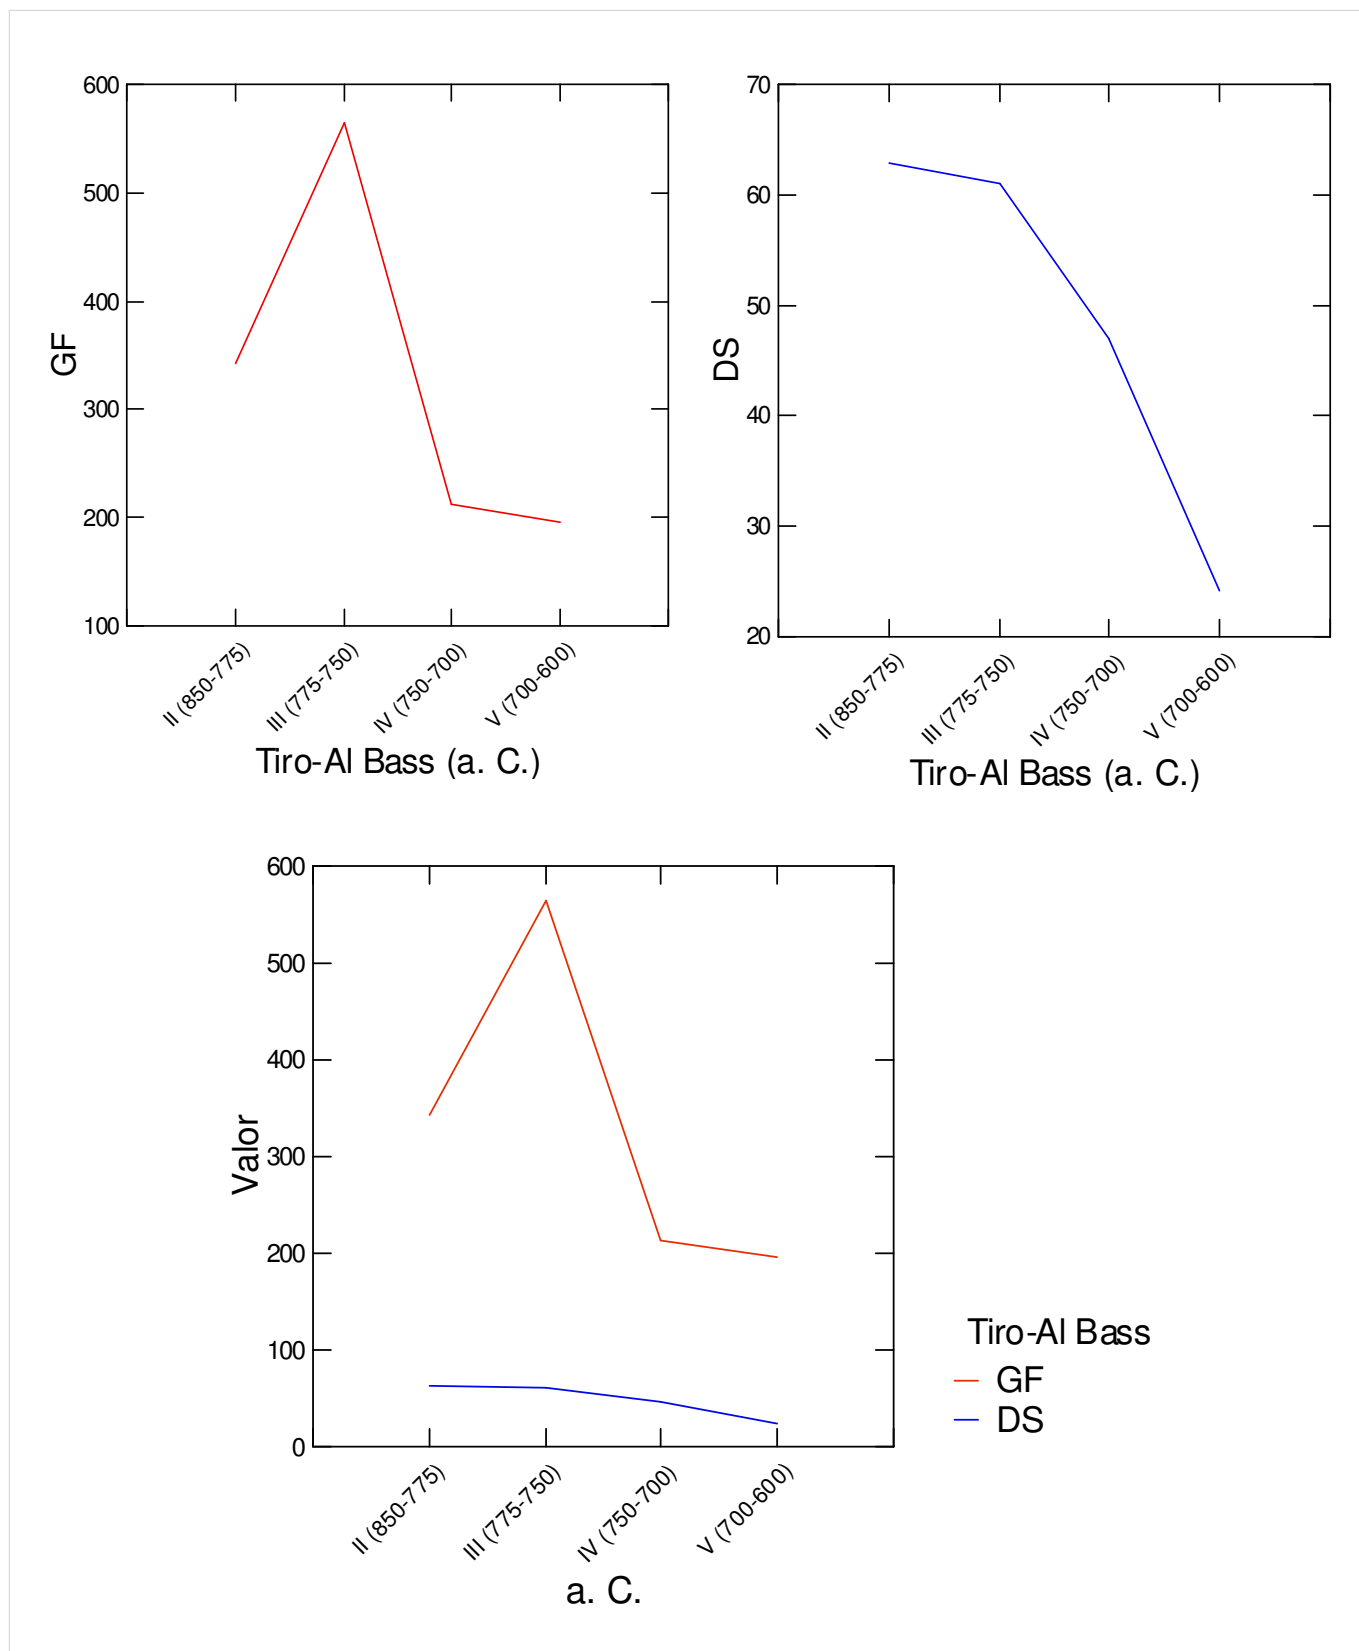 600
500
400
300
200
100
GF
II (850-775)
III (775-750)
IV (750-700)
V (700-600)
Tiro-Al Bass (a. C.)
70
60
50
40
30
20
DS
II (850-775)
III (775-750)
IV (750-700)
V (700-600)
Tiro-Al Bass (a. C.)
600
500
400
300
200
100
0
Valor
II (850-775)
III (775-750)
IV (750-700)
V (700-600)
a. C.
Tiro-Al Bass
GF
DS